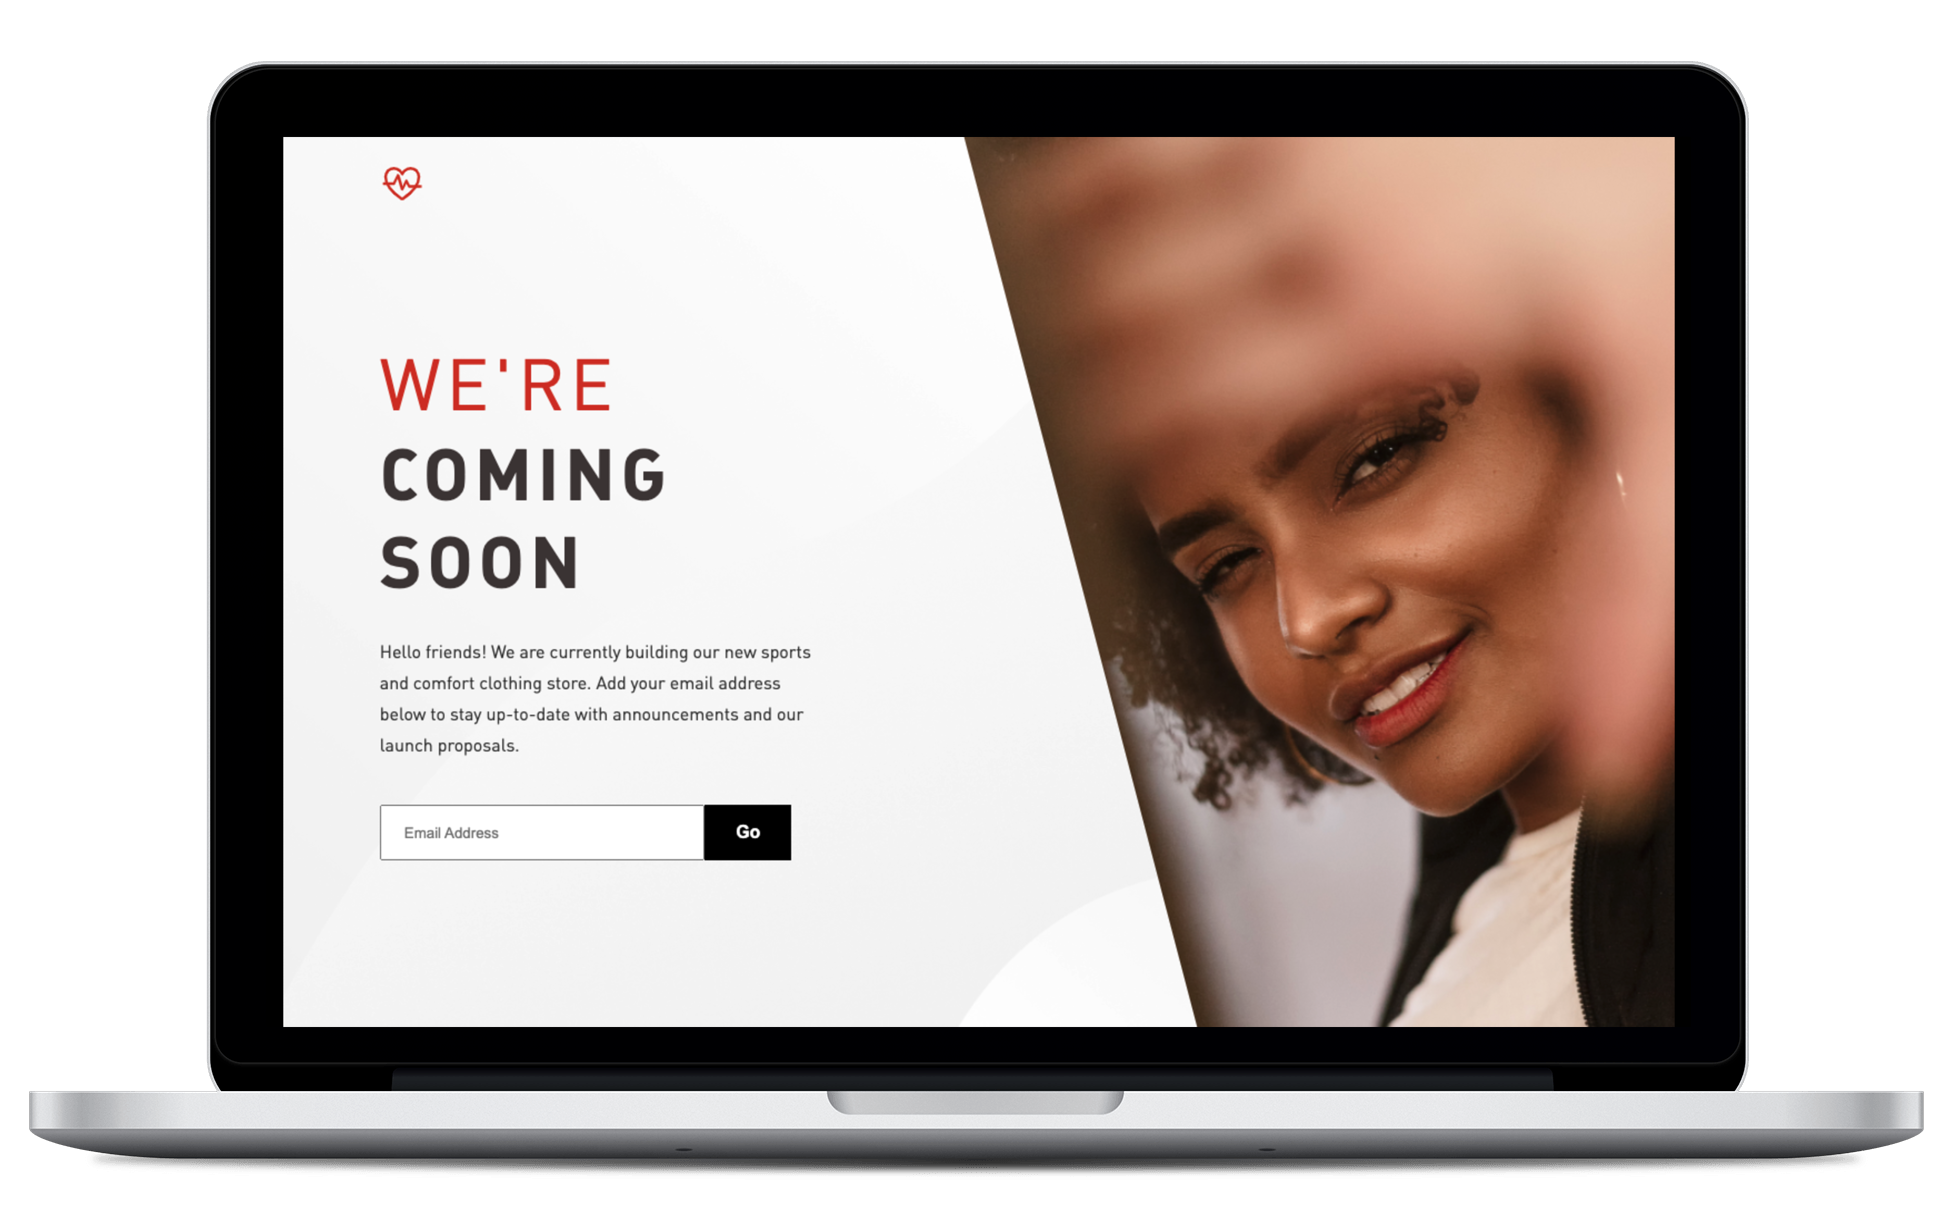 WE'RE
COMING
SOON
Hello friends! We are currently building our new sports
and comfort clothing store. Add your email address
below to stay up-to-date with announcements and our
launch proposals.
Email Address
Go